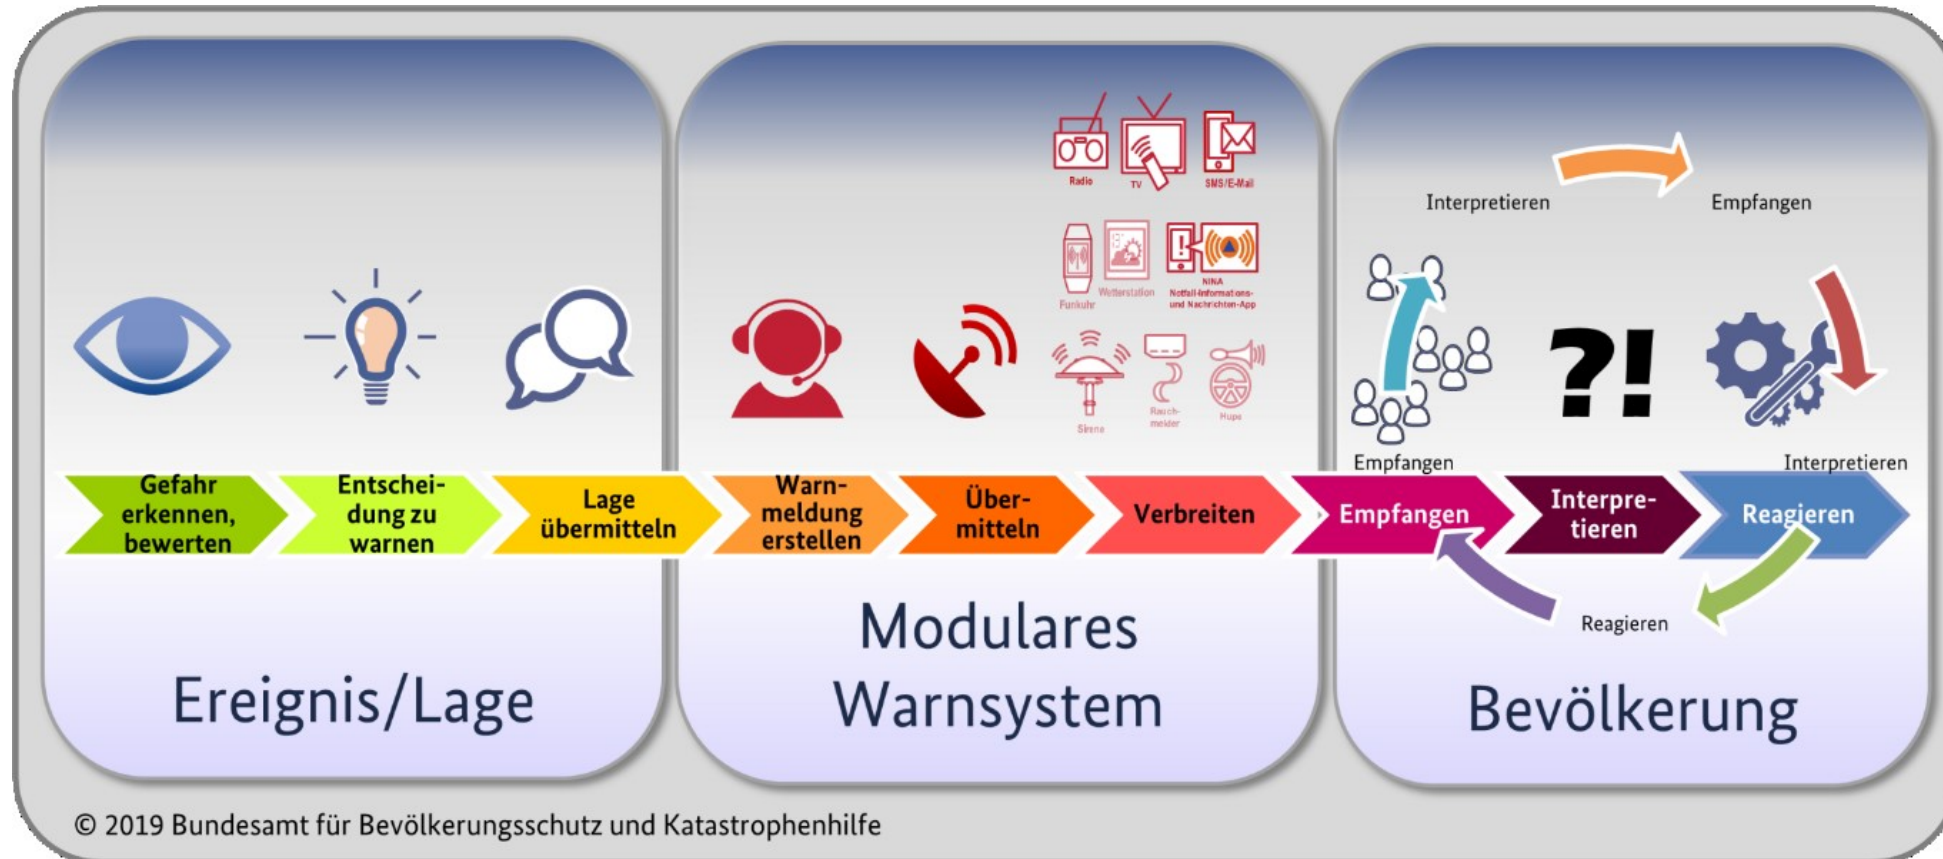 Radio
TV
SMS/E-Mail
Funkuhr
Wetterstation
NINA
Notfall-Informations-
und Nachrichten-App
Sirene
Rauch-
melder
Hupe
Interpretieren
Empfangen
?!
Empfangen
Interpretieren
Gefahr
erkennen,
bewerten
Entschei-
dung zu
warnen
Lage
übermitteln
Warn-
meldung
erstellen
Über-
mitteln
Verbreiten
Empfangen
Interpre-
tieren
Reagieren
Reagieren
Ereignis/Lage
Modulares
Warnsystem
Bevölkerung
© 2019 Bundesamt für Bevölkerungsschutz und Katastrophenhilfe